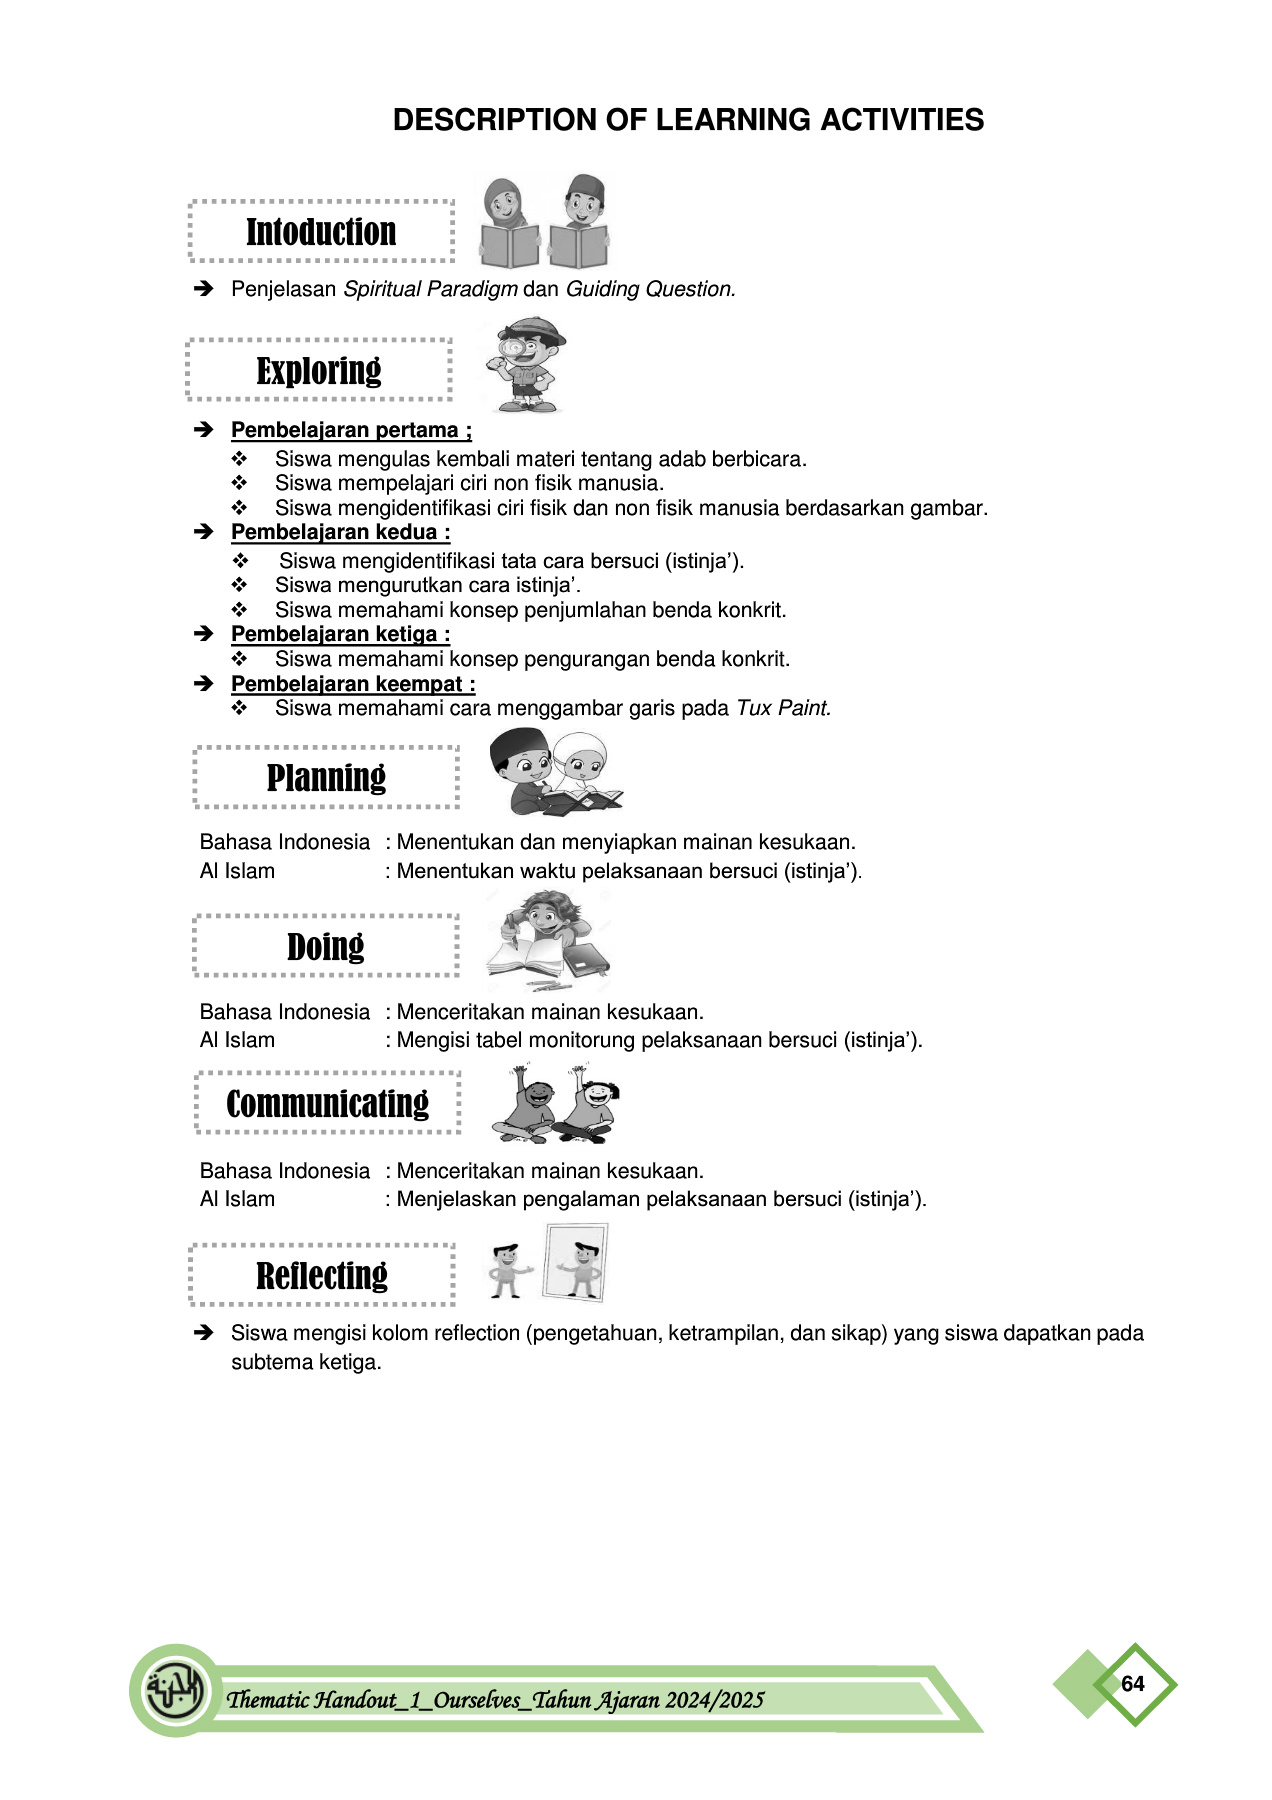 DESCRIPTION OF LEARNING ACTIVITIES
Intoduction
➔ Penjelasan Spiritual Paradigm dan Guiding Question.
Exploring
➔ Pembelajaran pertama ;
❖ Siswa mengulas kembali materi tentang adab berbicara.
❖ Siswa mempelajari ciri non fisik manusia.
❖ Siswa mengidentifikasi ciri fisik dan non fisik manusia berdasarkan gambar.
➔ Pembelajaran kedua :
❖ Siswa mengidentifikasi tata cara bersuci (istinja’).
❖ Siswa mengurutkan cara istinja’.
❖ Siswa memahami konsep penjumlahan benda konkrit.
➔ Pembelajaran ketiga :
❖ Siswa memahami konsep pengurangan benda konkrit.
➔ Pembelajaran keempat :
❖ Siswa memahami cara menggambar garis pada Tux Paint.
Planning
Bahasa Indonesia : Menentukan dan menyiapkan mainan kesukaan.
Al Islam : Menentukan waktu pelaksanaan bersuci (istinja’).
Doing
Bahasa Indonesia : Menceritakan mainan kesukaan.
Al Islam : Mengisi tabel monitorung pelaksanaan bersuci (istinja’).
Communicating
Bahasa Indonesia : Menceritakan mainan kesukaan.
Al Islam : Menjelaskan pengalaman pelaksanaan bersuci (istinja’).
Reflecting
➔ Siswa mengisi kolom reflection (pengetahuan, ketrampilan, dan sikap) yang siswa dapatkan pada
subtema ketiga.
Thematic Handout_1_Ourselves_Tahun Ajaran 2024/2025
64